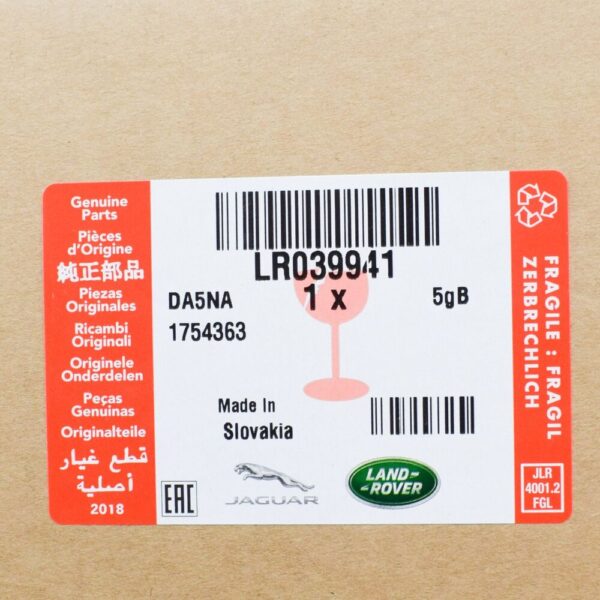 Genuine
Parts
Pièces
d'Origine
純正部品
Piezas
Originales
Ricambi
Originali
Originele
Onderdelen
Peças
Genuinas
Originalteile
قطع غيار
أصلية
2018
LR039941
1 x
5gB
DA5NA
1754363
Made In
Slovakia
EAC
JAGUAR
LAND-
-ROVER
FRAGILE : FRAGIL
ZERBRECHLICH
JLR
4001.2
FGL